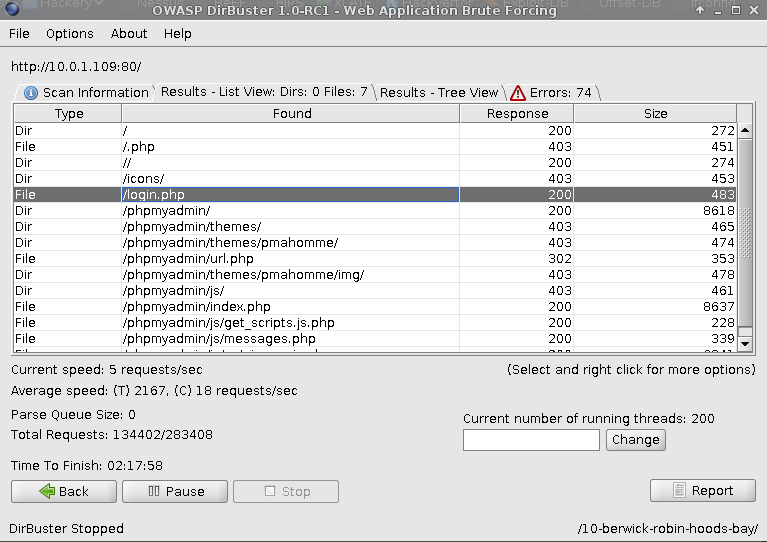 OWASP DirBuster 1.0-RC1 - Web Application Brute Forcing
File Options About Help
http://10.0.1.109:80/
Scan Information Results - List View: Dirs: 0 Files: 7 Results - Tree View Errors: 74
Type Found Response Size
Dir / 200 272
File /.php 403 451
Dir // 200 274
Dir /icons/ 403 453
File /login.php 200 483
Dir /phpmyadmin/ 200 8618
Dir /phpmyadmin/themes/ 403 465
Dir /phpmyadmin/themes/pmahomme/ 403 474
File /phpmyadmin/url.php 302 353
Dir /phpmyadmin/themes/pmahomme/img/ 403 478
Dir /phpmyadmin/js/ 403 461
File /phpmyadmin/index.php 200 8637
File /phpmyadmin/js/get_scripts.js.php 200 228
File /phpmyadmin/js/messages.php 200 339
Current speed: 5 requests/sec (Select and right click for more options)
Average speed: (T) 2167, (C) 18 requests/sec
Parse Queue Size: 0
Current number of running threads: 200
Total Requests: 134402/283408
Change
Time To Finish: 02:17:58
Back Pause Stop Report
DirBuster Stopped /10-berwick-robin-hoods-bay/